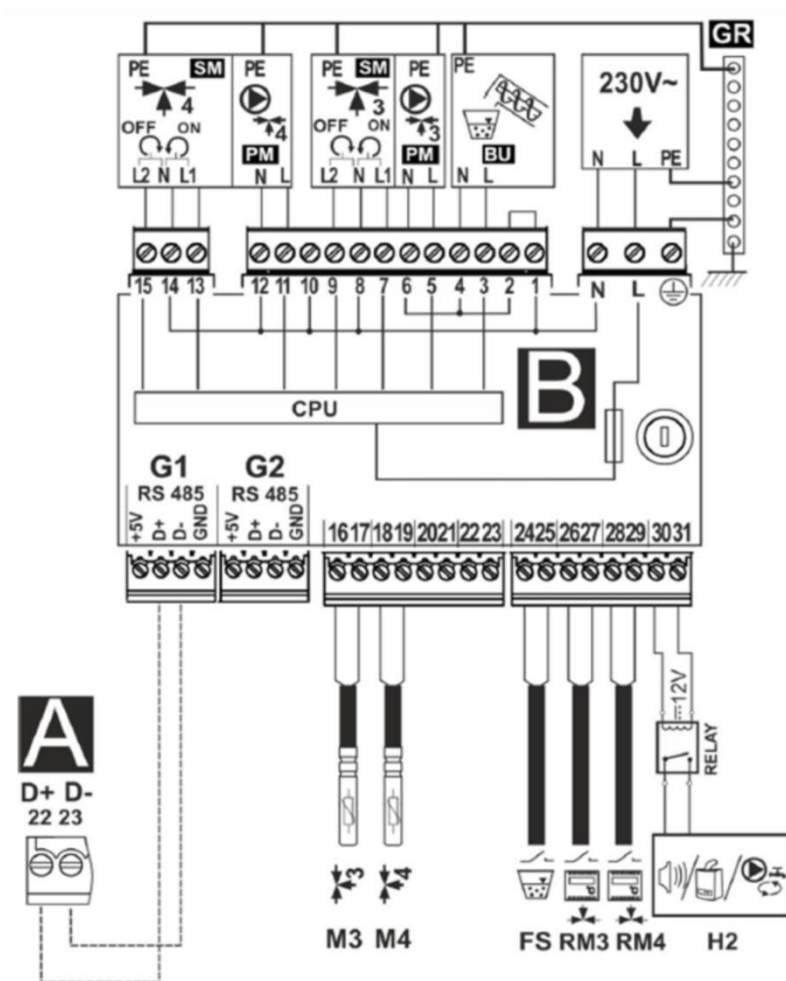 GR
PE SM PE PE SM PE PE 230V~
4 3
OFF ON 4 OFF ON 3
PM PM BU
L2 N L1 N L L2 N L1 N L N L N L PE
15 14 13 12 11 10 9 8 7 6 5 4 3 2 1 N L
B
CPU
G1 G2
RS 485 RS 485
+5V D+ D- GND +5V D+ D- GND 16 17 18 19 20 21 22 23 24 25 26 27 28 29 30 31
12V
A
RELAY
D+ D-
22 23
3 4
M3 M4 FS RM3 RM4 H2